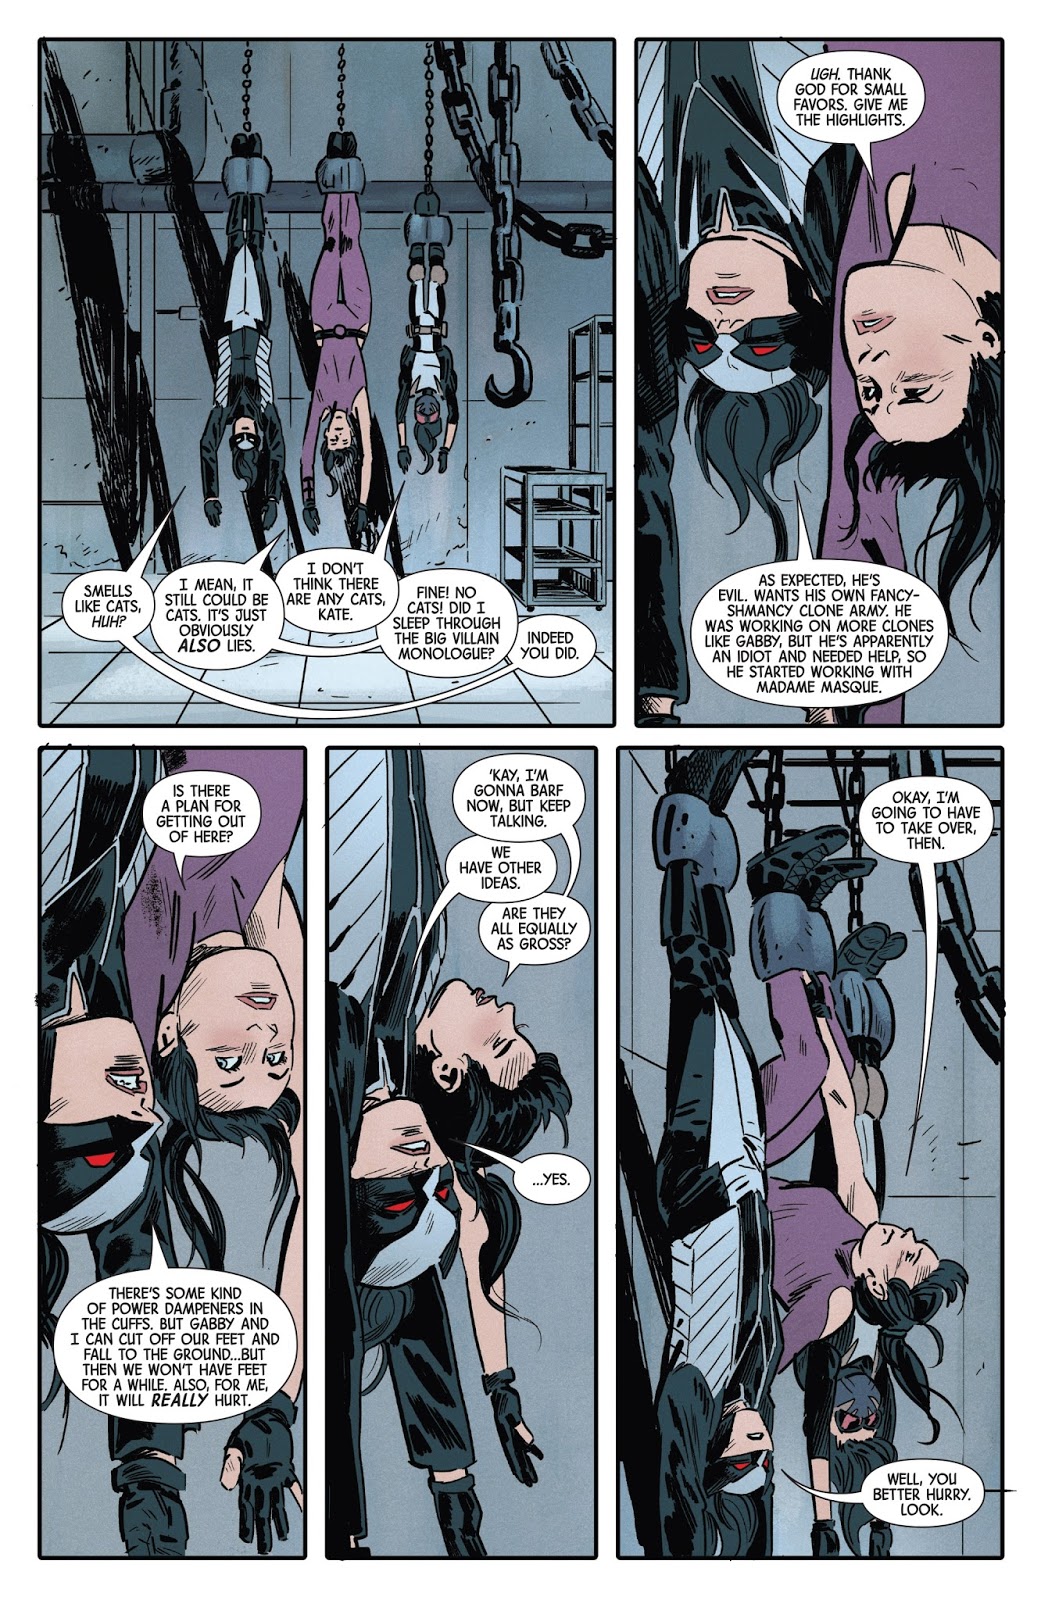 SMELLS
LIKE CATS,
HUH?
I MEAN, IT
STILL COULD BE
CATS. IT'S JUST
OBVIOUSLY
ALSO LIES.
I DON'T
THINK THERE
ARE ANY CATS,
KATE.
FINE! NO
CATS! DID I
SLEEP THROUGH
THE BIG VILLAIN
MONOLOGUE?
INDEED
YOU DID.
UGH. THANK
GOD FOR SMALL
FAVORS. GIVE ME
THE HIGHLIGHTS.
AS EXPECTED, HE'S
EVIL. WANTS HIS OWN FANCY-
SHMANCY CLONE ARMY. HE
WAS WORKING ON MORE CLONES
LIKE GABBY, BUT HE'S APPARENTLY
AN IDIOT AND NEEDED HELP, SO
HE STARTED WORKING WITH
MADAME MASQUE.
IS THERE
A PLAN FOR
GETTING OUT
OF HERE?
THERE'S SOME KIND
OF POWER DAMPENERS IN
THE CUFFS. BUT GABBY AND
I CAN CUT OFF OUR FEET AND
FALL TO THE GROUND...BUT
THEN WE WON'T HAVE FEET
FOR A WHILE. ALSO, FOR ME,
IT WILL REALLY HURT.
'KAY, I'M
GONNA BARF
NOW, BUT KEEP
TALKING.
WE
HAVE OTHER
IDEAS.
ARE THEY
ALL EQUALLY
AS GROSS?
...YES.
OKAY, I'M
GOING TO HAVE
TO TAKE OVER,
THEN.
WELL, YOU
BETTER HURRY.
LOOK.